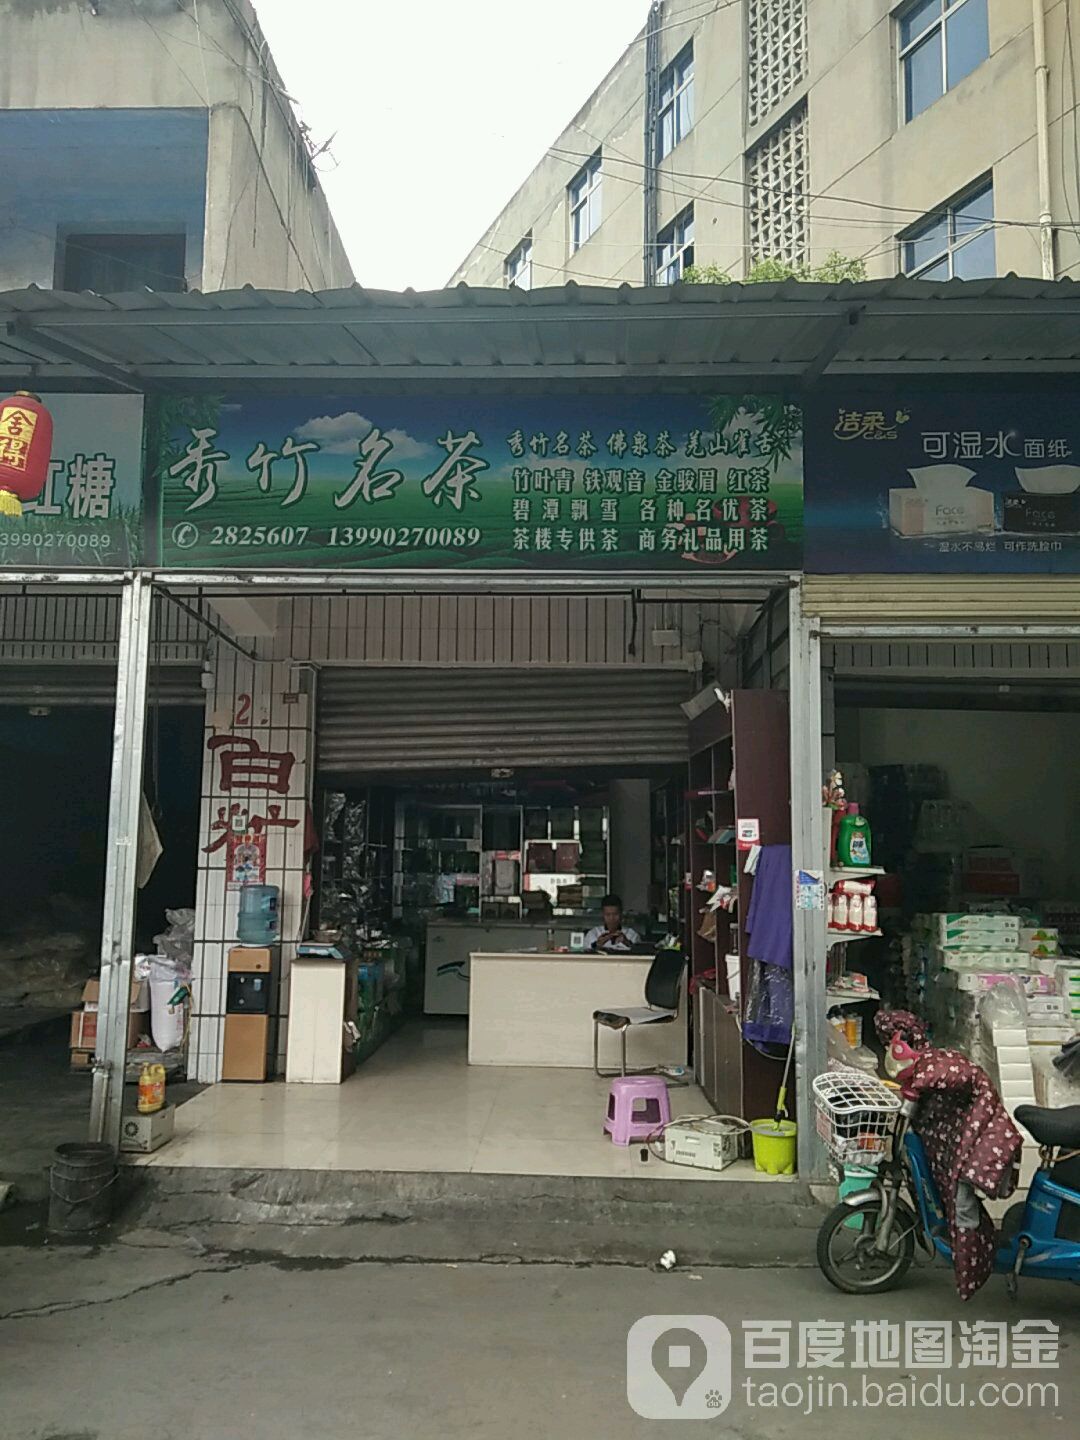 舍得
红糖
3990270089
秀竹名茶
2825607 13990270089
秀竹名茶 佛泉茶 羌山雀舌
竹叶青 铁观音 金骏眉 红茶
碧潭飘雪 各种名优茶
茶楼专供茶 商务礼品用茶
洁柔
C&S
可湿水面纸
Face
Face
湿水不易烂 可作洗脸巾
2.
百度地图淘金
taojin.baidu.com